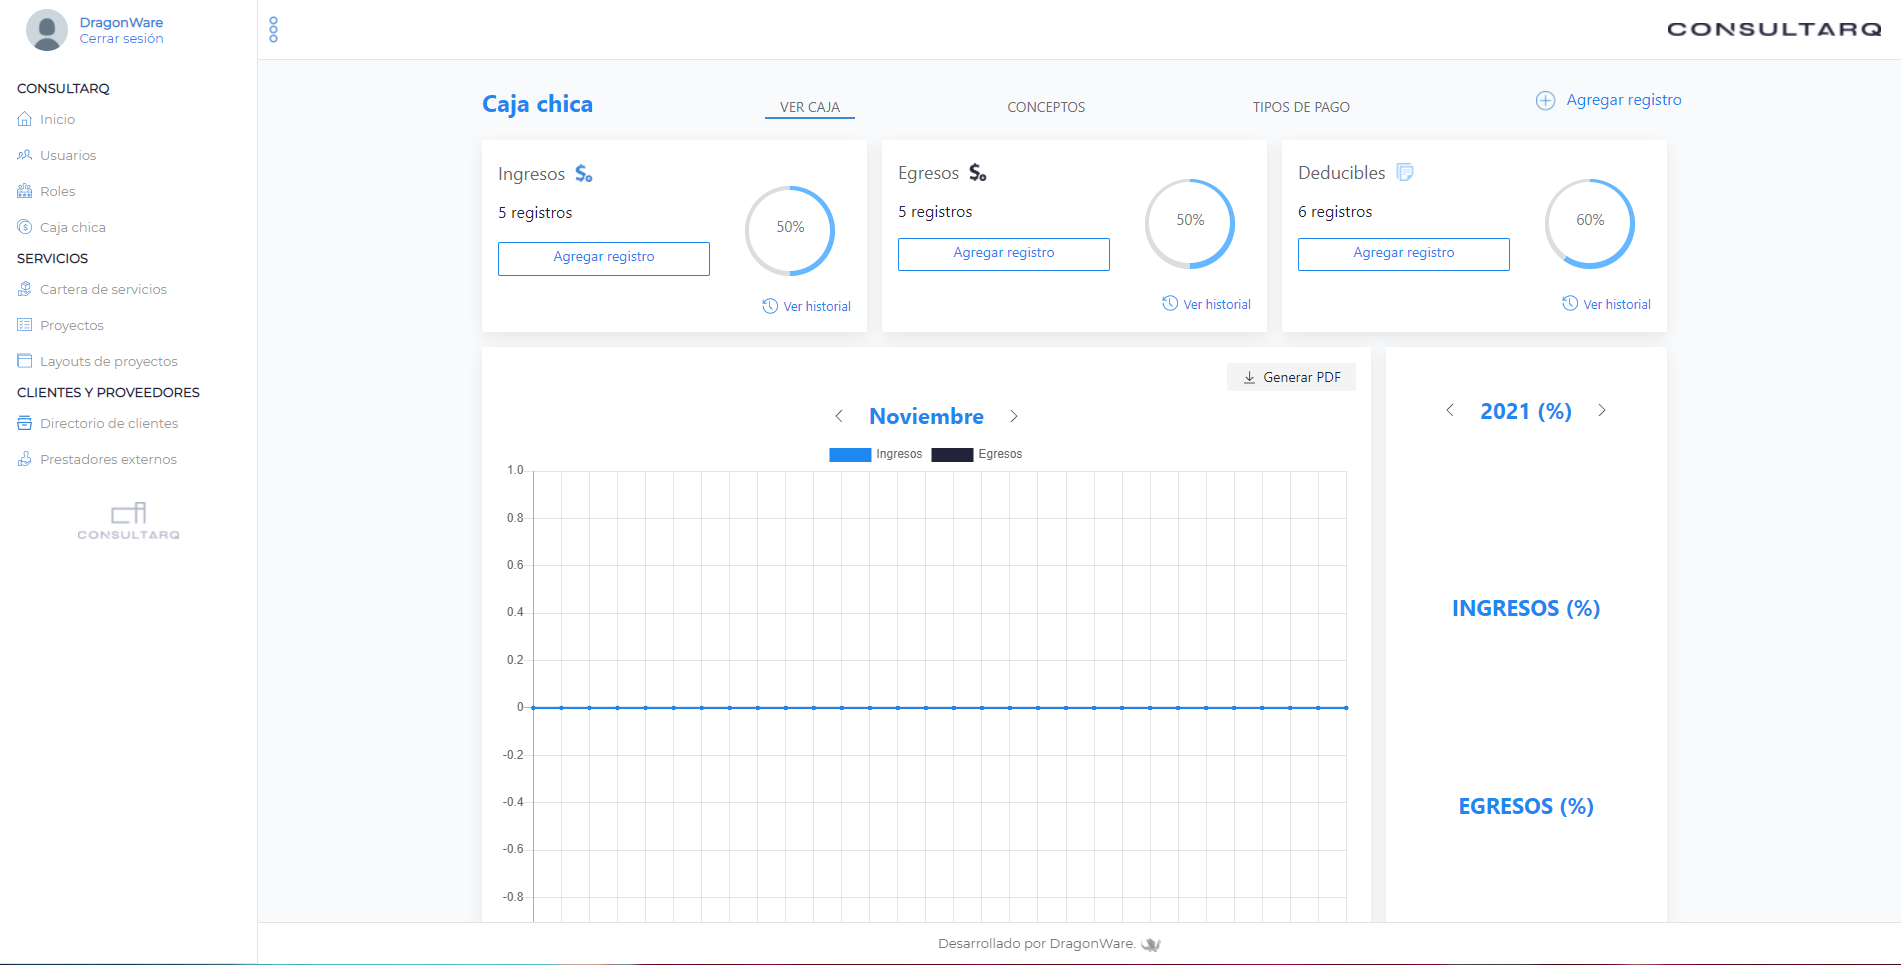 DragonWare
Cerrar sesión
CONSULTARQ
Inicio
Usuarios
Roles
Caja chica
SERVICIOS
Cartera de servicios
Proyectos
Layouts de proyectos
CLIENTES Y PROVEEDORES
Directorio de clientes
Prestadores externos
CONSULTARQ
CONSULTARQ
Caja chica
VER CAJA
CONCEPTOS
TIPOS DE PAGO
Agregar registro
Ingresos
5 registros
50%
Agregar registro
Ver historial
Egresos
5 registros
50%
Agregar registro
Ver historial
Deducibles
6 registros
60%
Agregar registro
Ver historial
Generar PDF
Noviembre
Ingresos Egresos
1.0
0.8
0.6
0.4
0.2
0
-0.2
-0.4
-0.6
-0.8
2021 (%)
INGRESOS (%)
EGRESOS (%)
Desarrollado por DragonWare.